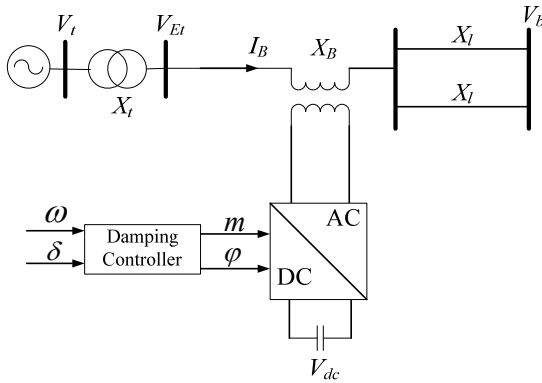 V_t V_Et I_B X_B X_l V_b
X_t X_l
ω m AC
δ Damping Controller φ DC
V_dc